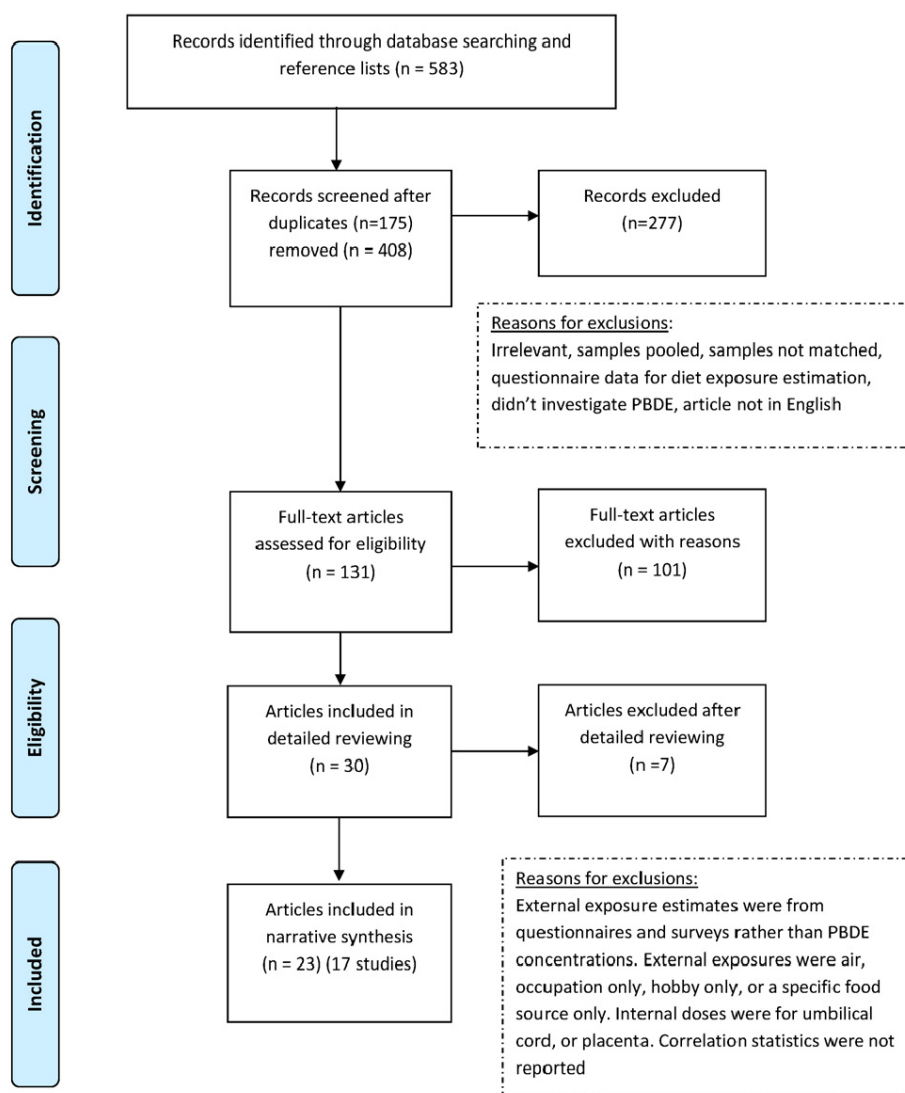 Identification
Records identified through database searching and
reference lists (n = 583)
Records screened after
duplicates (n=175)
removed (n = 408)
Records excluded
(n=277)
Reasons for exclusions:
Irrelevant, samples pooled, samples not matched,
questionnaire data for diet exposure estimation,
didn't investigate PBDE, article not in English
Screening
Full-text articles
assessed for eligibility
(n = 131)
Full-text articles
excluded with reasons
(n = 101)
Eligibility
Articles included in
detailed reviewing
(n = 30)
Articles excluded after
detailed reviewing
(n =7)
Included
Articles included in
narrative synthesis
(n = 23) (17 studies)
Reasons for exclusions:
External exposure estimates were from
questionnaires and surveys rather than PBDE
concentrations. External exposures were air,
occupation only, hobby only, or a specific food
source only. Internal doses were for umbilical
cord, or placenta. Correlation statistics were not
reported